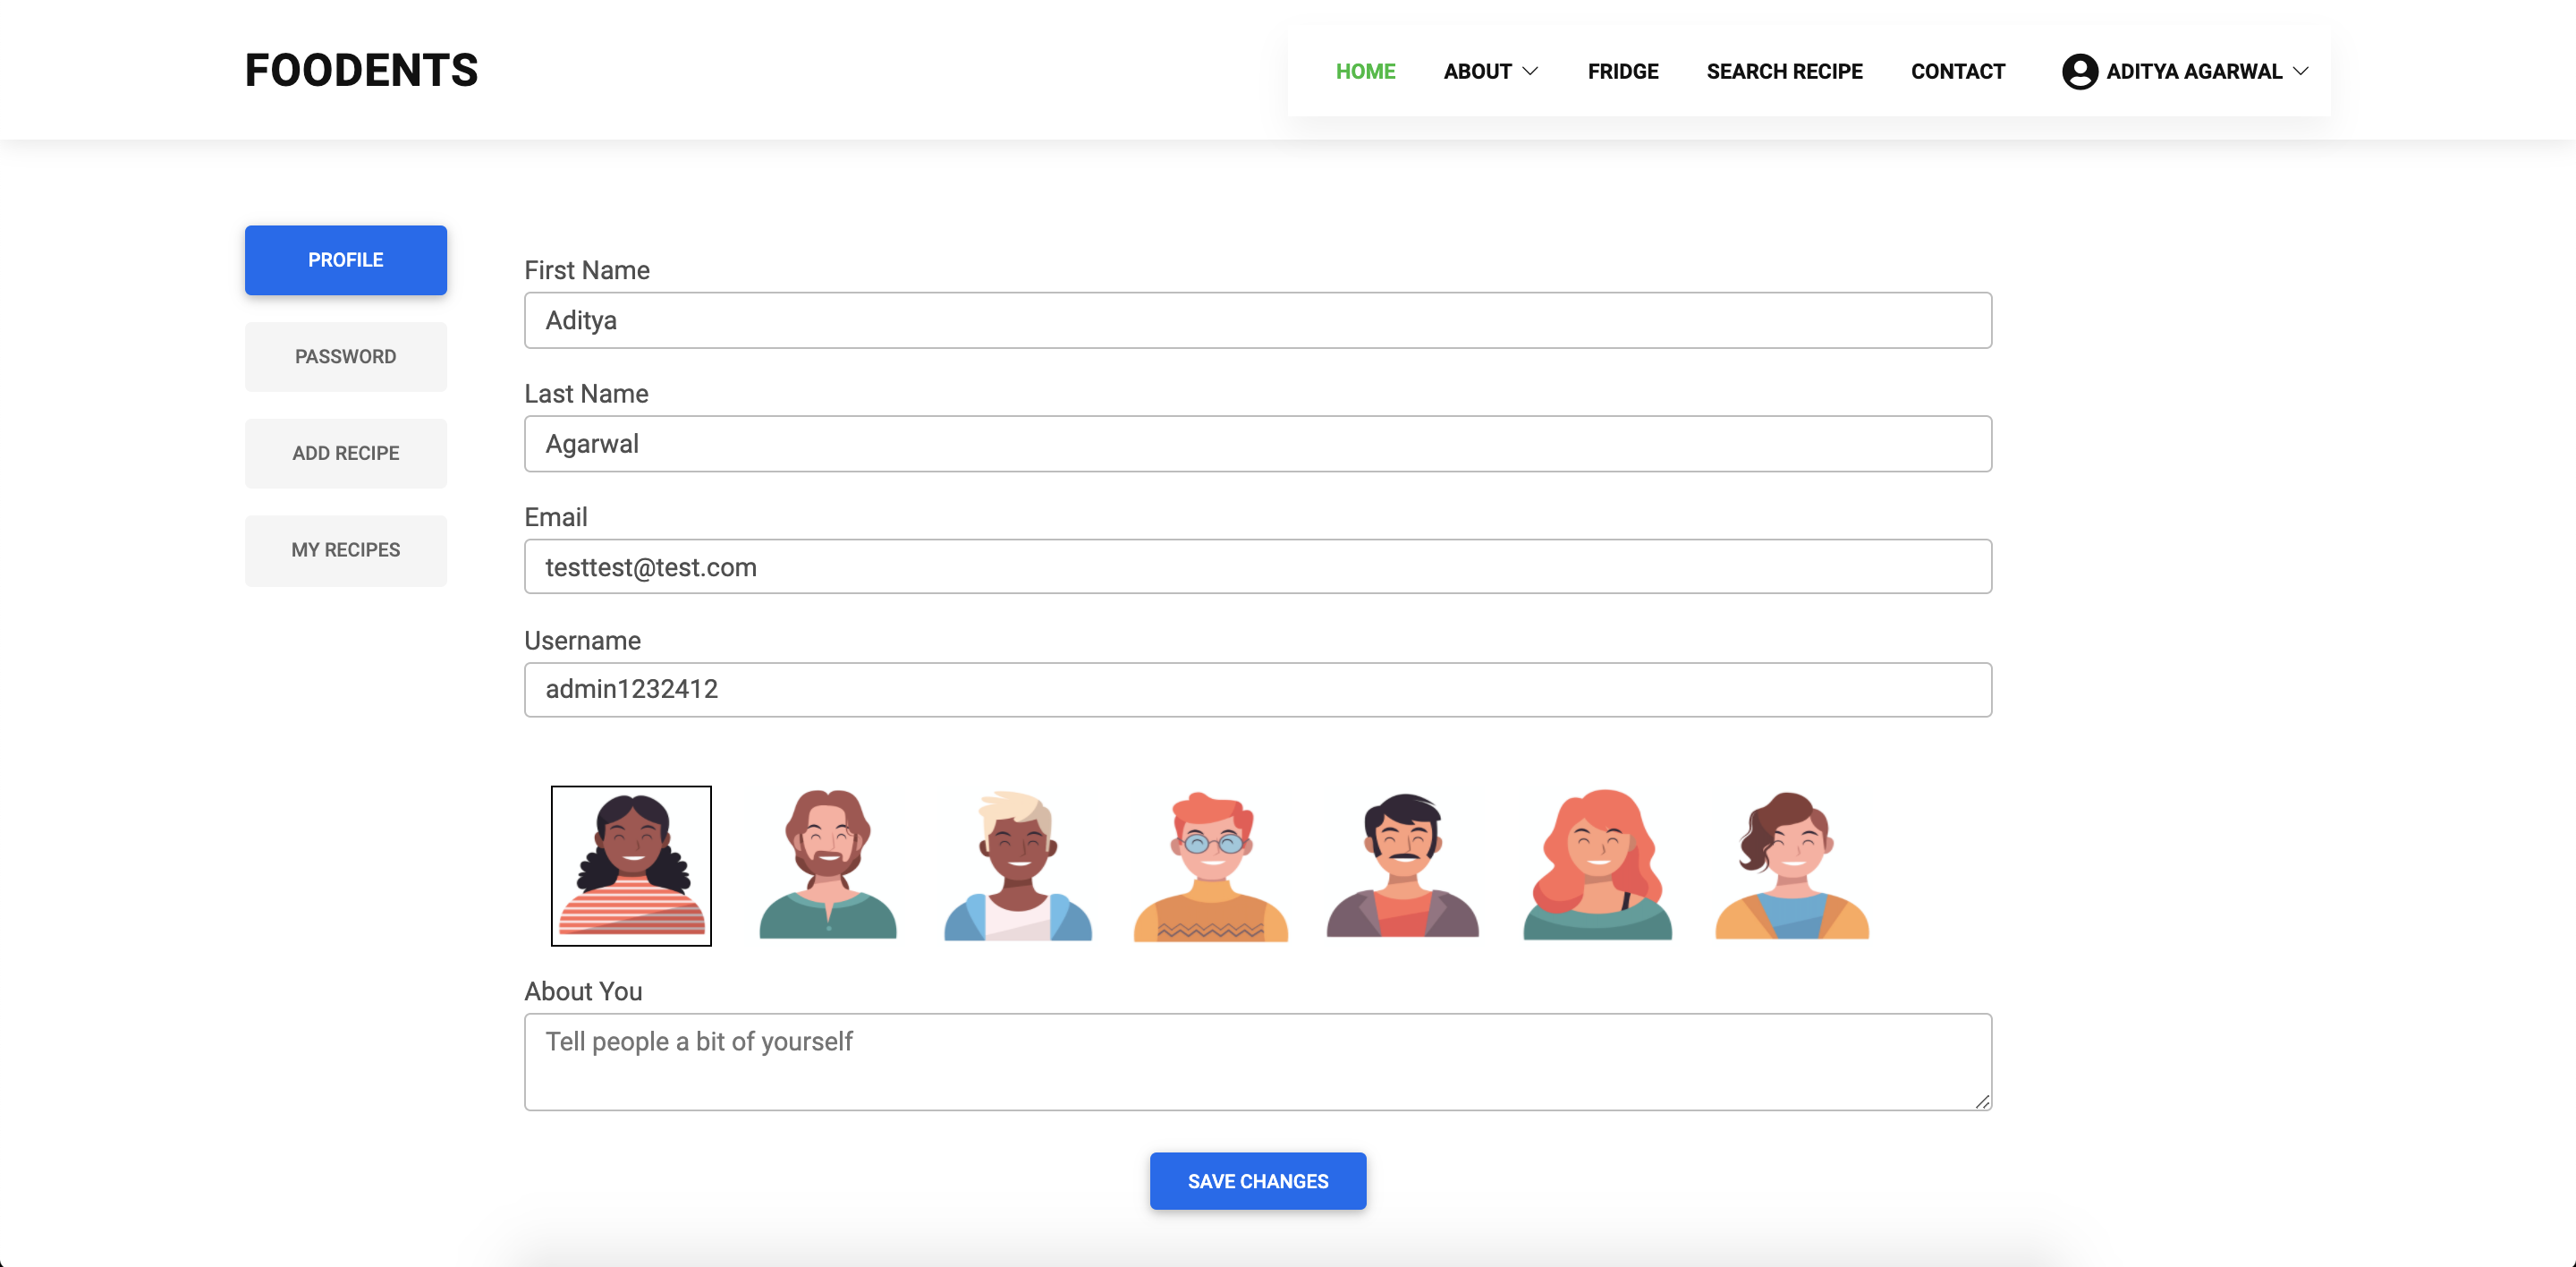 FOODENTS
HOME ABOUT FRIDGE SEARCH RECIPE CONTACT ADITYA AGARWAL
PROFILE
PASSWORD
ADD RECIPE
MY RECIPES
First Name
Aditya
Last Name
Agarwal
Email
testtest@test.com
Username
admin1232412
About You
Tell people a bit of yourself
SAVE CHANGES